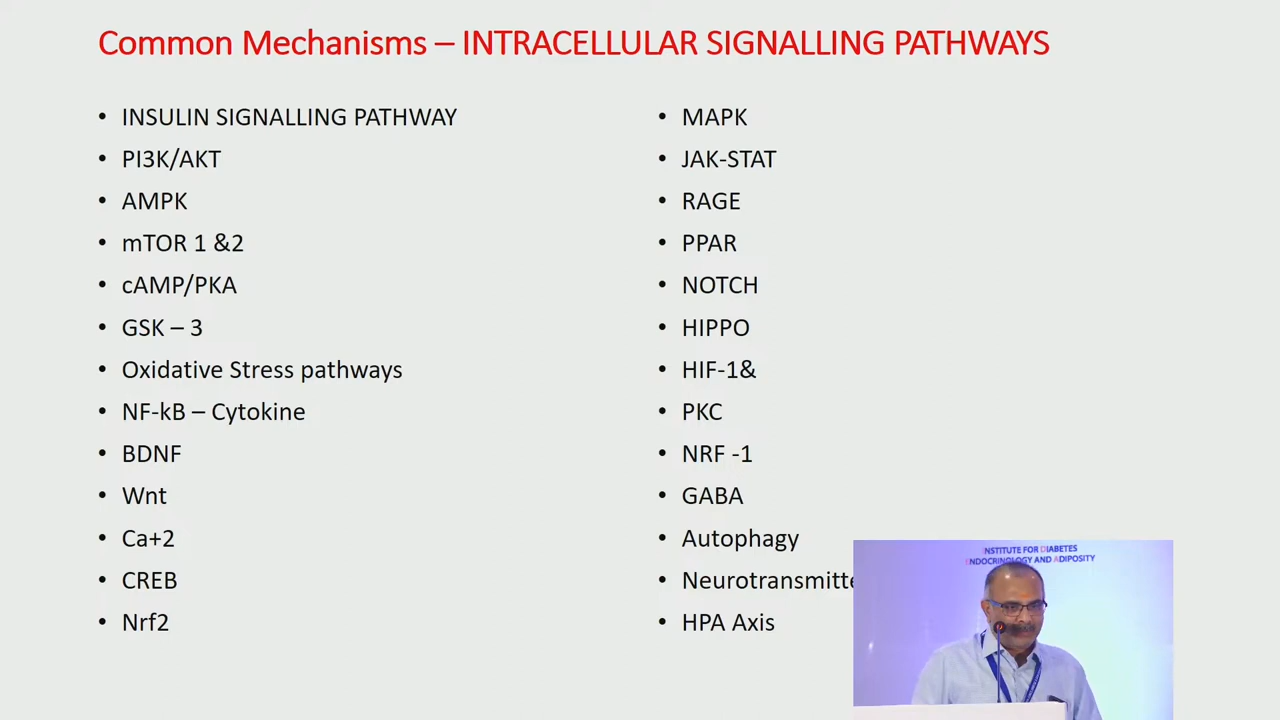 Common Mechanisms – INTRACELLULAR SIGNALLING PATHWAYS
• INSULIN SIGNALLING PATHWAY
• PI3K/AKT
• AMPK
• mTOR 1 &2
• cAMP/PKA
• GSK – 3
• Oxidative Stress pathways
• NF-kB – Cytokine
• BDNF
• Wnt
• Ca+2
• CREB
• Nrf2
• MAPK
• JAK-STAT
• RAGE
• PPAR
• NOTCH
• HIPPO
• HIF-1&
• PKC
• NRF -1
• GABA
• Autophagy
• Neurotransmitte
• HPA Axis
INSTITUTE FOR DIABETES
ENDOCRINOLOGY AND ADIPOSITY